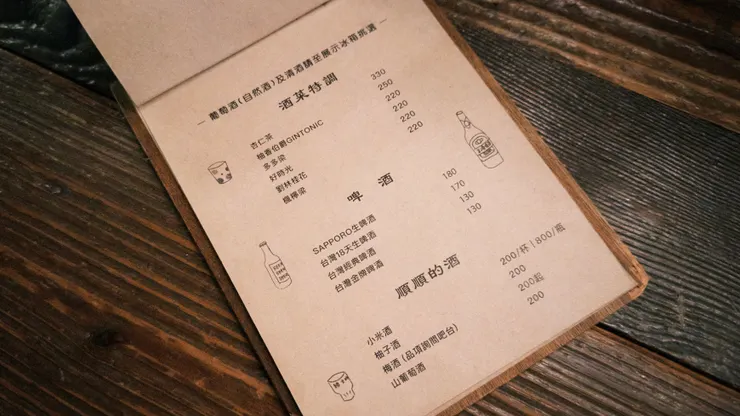 — 葡萄酒(自然酒)及清酒請至展示冰箱挑選 —
酒菜特調
杏仁茶 330
柚香伯爵GINTONIC 250
多多梁 220
好時光 220
劉林桂花 220
瘋檸梁 220
啤酒
SAPPORO生啤酒 180
台灣18天生啤酒 170
台灣經典啤酒 130
台灣金牌啤酒 130
順順的酒
小米酒 200/杯|800/瓶
柚子酒 200
梅酒 (品項詢問吧台) 200起
山葡萄酒 200